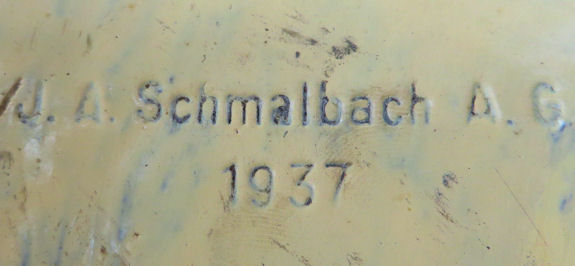 J. A. Schmalbach A. G.
1937